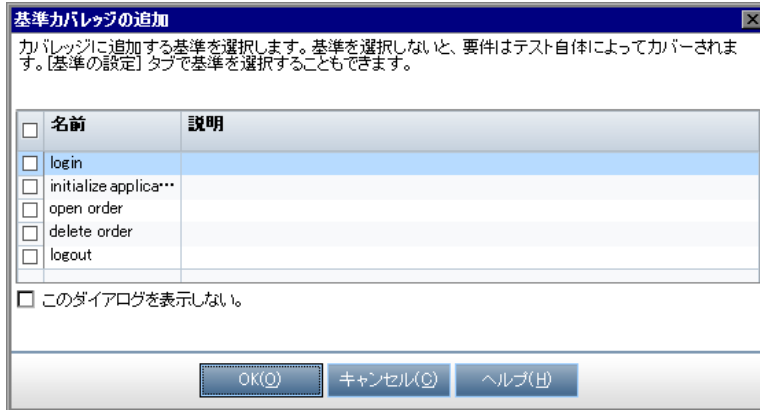 基準カバレッジの追加
カバレッジに追加する基準を選択します。基準を選択しないと、要件はテスト自体によってカバーされま
す。[基準の設定] タブで基準を選択することもできます。
名前 説明
login
initialize applica…
open order
delete order
logout
このダイアログを表示しない。
OK(O) キャンセル(C) ヘルプ(H)